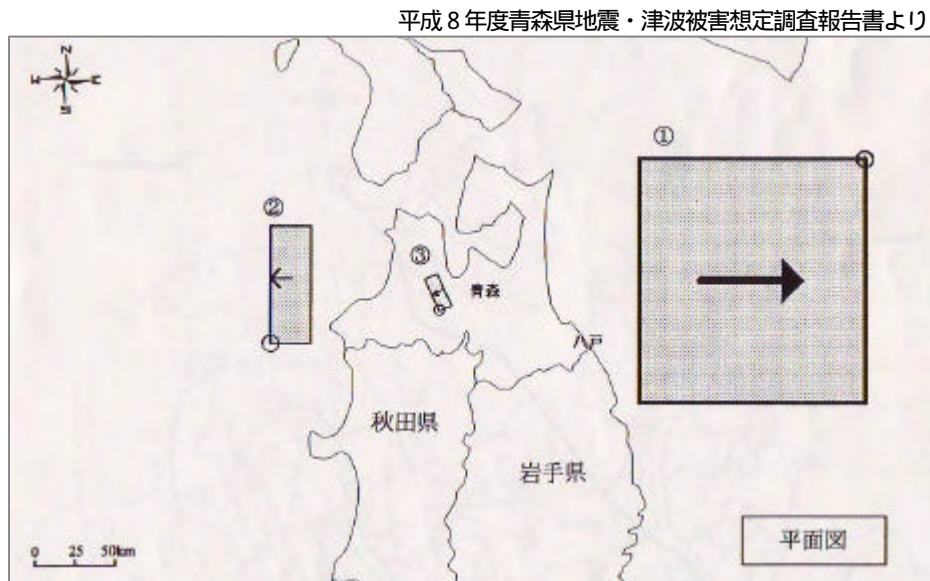 平成８年度青森県地震・津波被害想定調査報告書より
N
W E
S
①
②
③
青森
八戸
秋田県
岩手県
平面図
0 25 50km